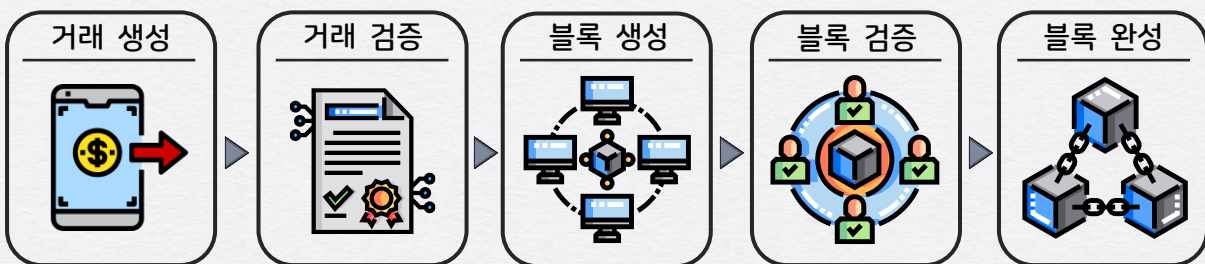 거래 생성
거래 검증
블록 생성
블록 검증
블록 완성